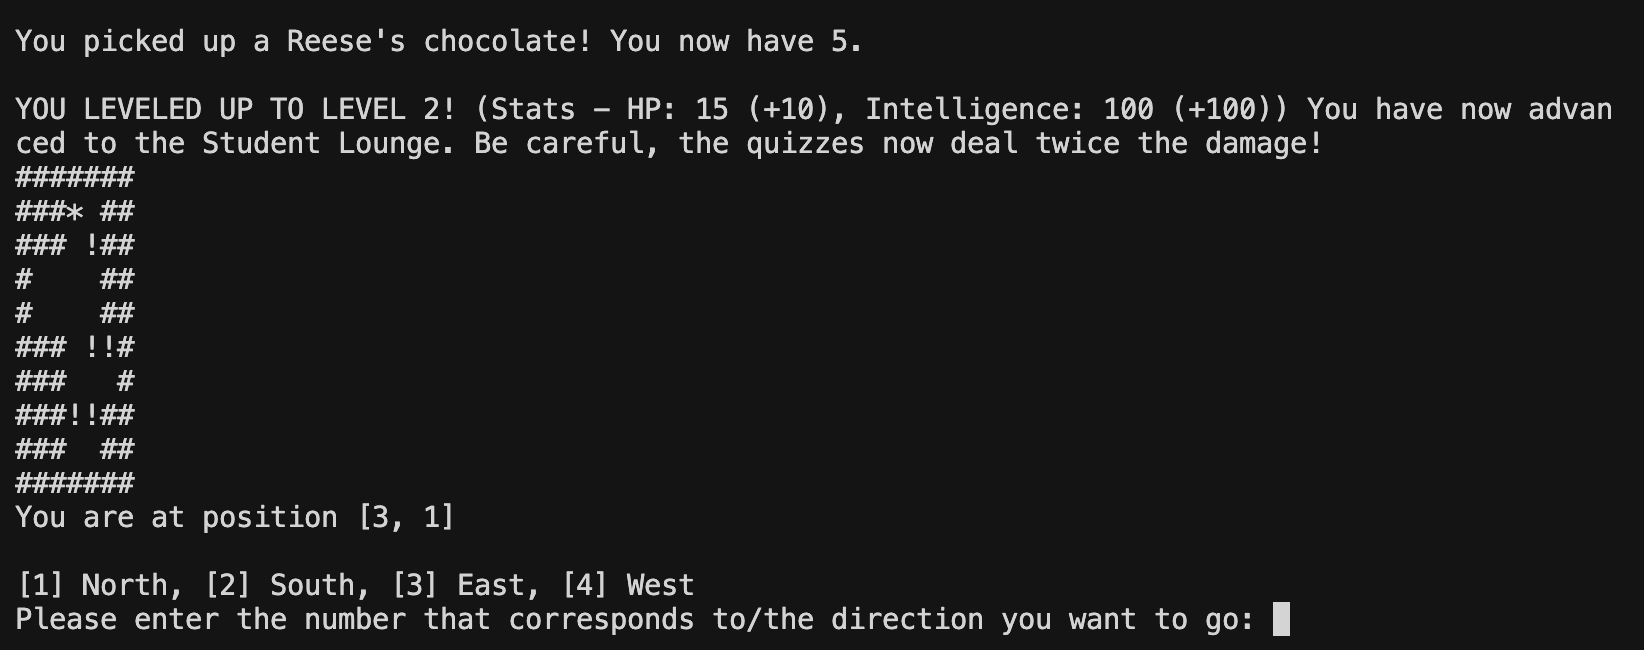 You picked up a Reese's chocolate! You now have 5.
YOU LEVELED UP TO LEVEL 2! (Stats – HP: 15 (+10), Intelligence: 100 (+100)) You have now advan
ced to the Student Lounge. Be careful, the quizzes now deal twice the damage!
#######
###* ##
### !##
#    ##
#    ##
### !!#
###   #
###!!##
###  ##
#######
You are at position [3, 1]
[1] North, [2] South, [3] East, [4] West
Please enter the number that corresponds to/the direction you want to go: